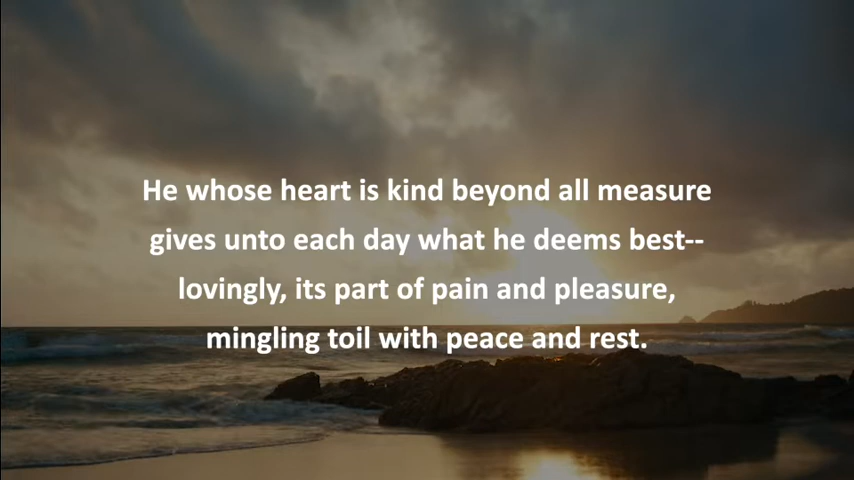 He whose heart is kind beyond all measure
gives unto each day what he deems best--
lovingly, its part of pain and pleasure,
mingling toil with peace and rest.